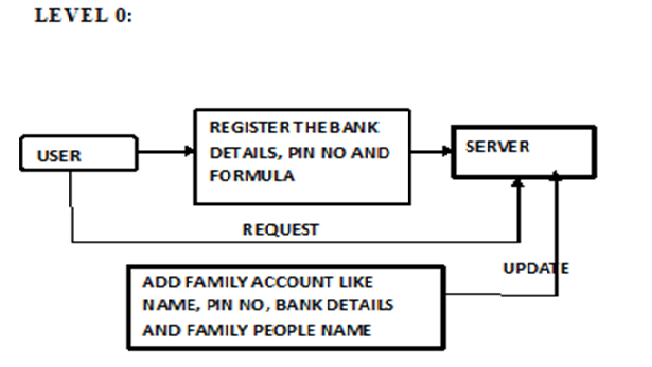 LEVEL 0:
REGISTER THE BANK
DETAILS, PIN NO AND
FORMULA
USER
SERVER
REQUEST
UPDATE
ADD FAMILY ACCOUNT LIKE
NAME, PIN NO, BANK DETAILS
AND FAMILY PEOPLE NAME